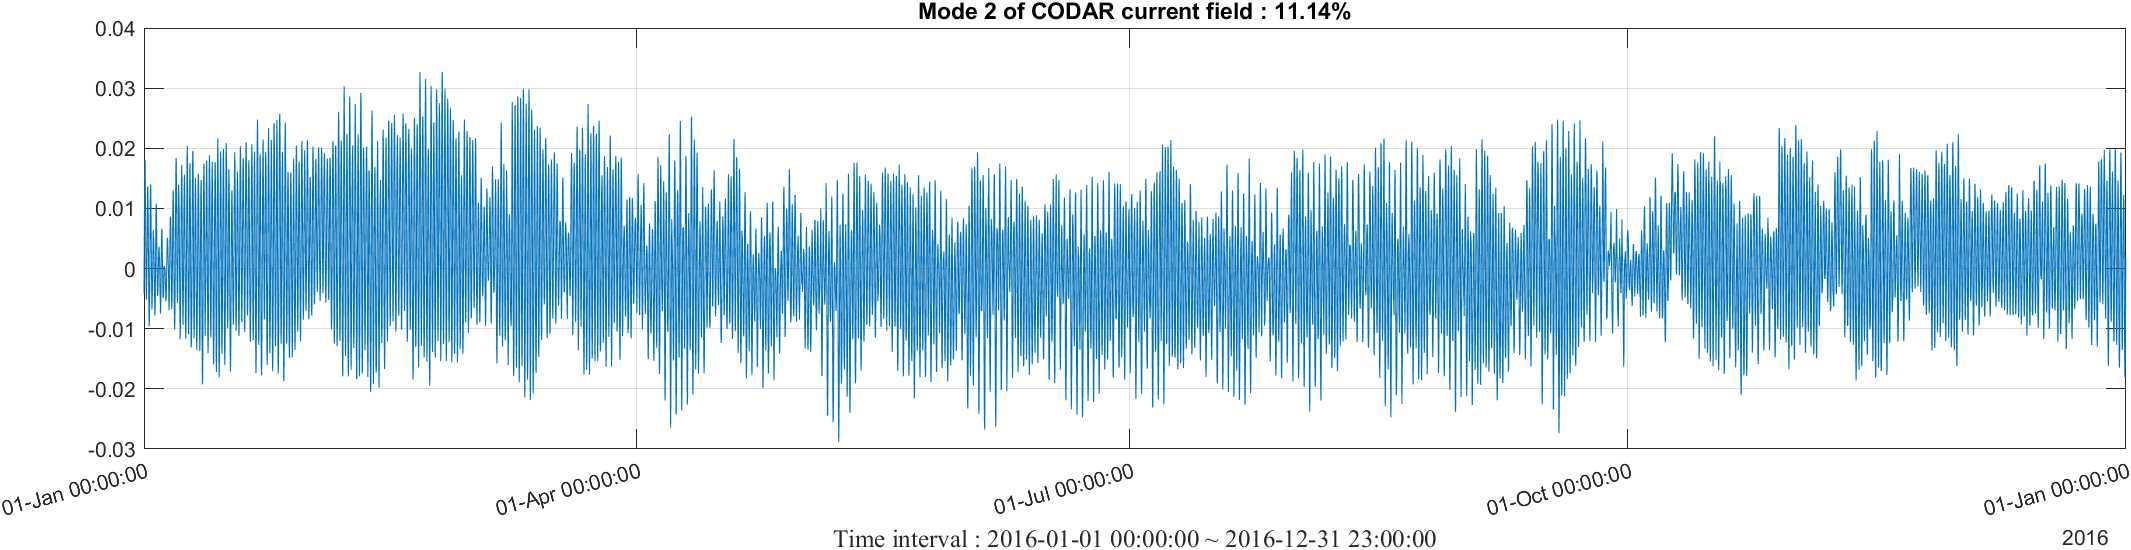 Mode 2 of CODAR current field : 11.14%
0.04
0.03
0.02
0.01
0
-0.01
-0.02
-0.03
01-Jan 00:00:00
01-Apr 00:00:00
01-Jul 00:00:00
01-Oct 00:00:00
01-Jan 00:00:00
Time interval : 2016-01-01 00:00:00 ~ 2016-12-31 23:00:00
2016